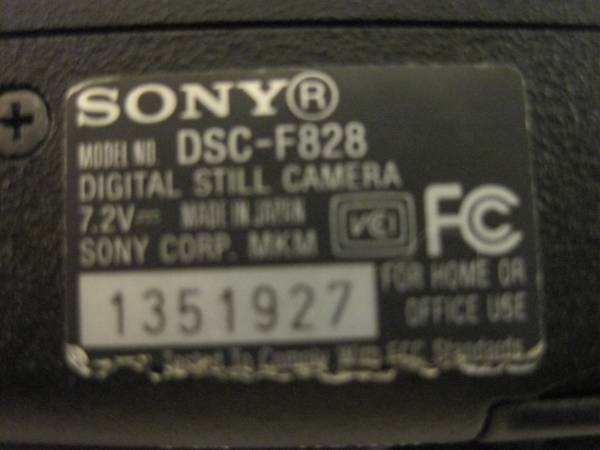 SONY®
MODEL NO. DSC-F828
DIGITAL STILL CAMERA
7.2V⎓ MADE IN JAPAN
SONY CORP. MKM
VCI
FC
1351927
FOR HOME OR
OFFICE USE
Tested To Comply With FCC Standards